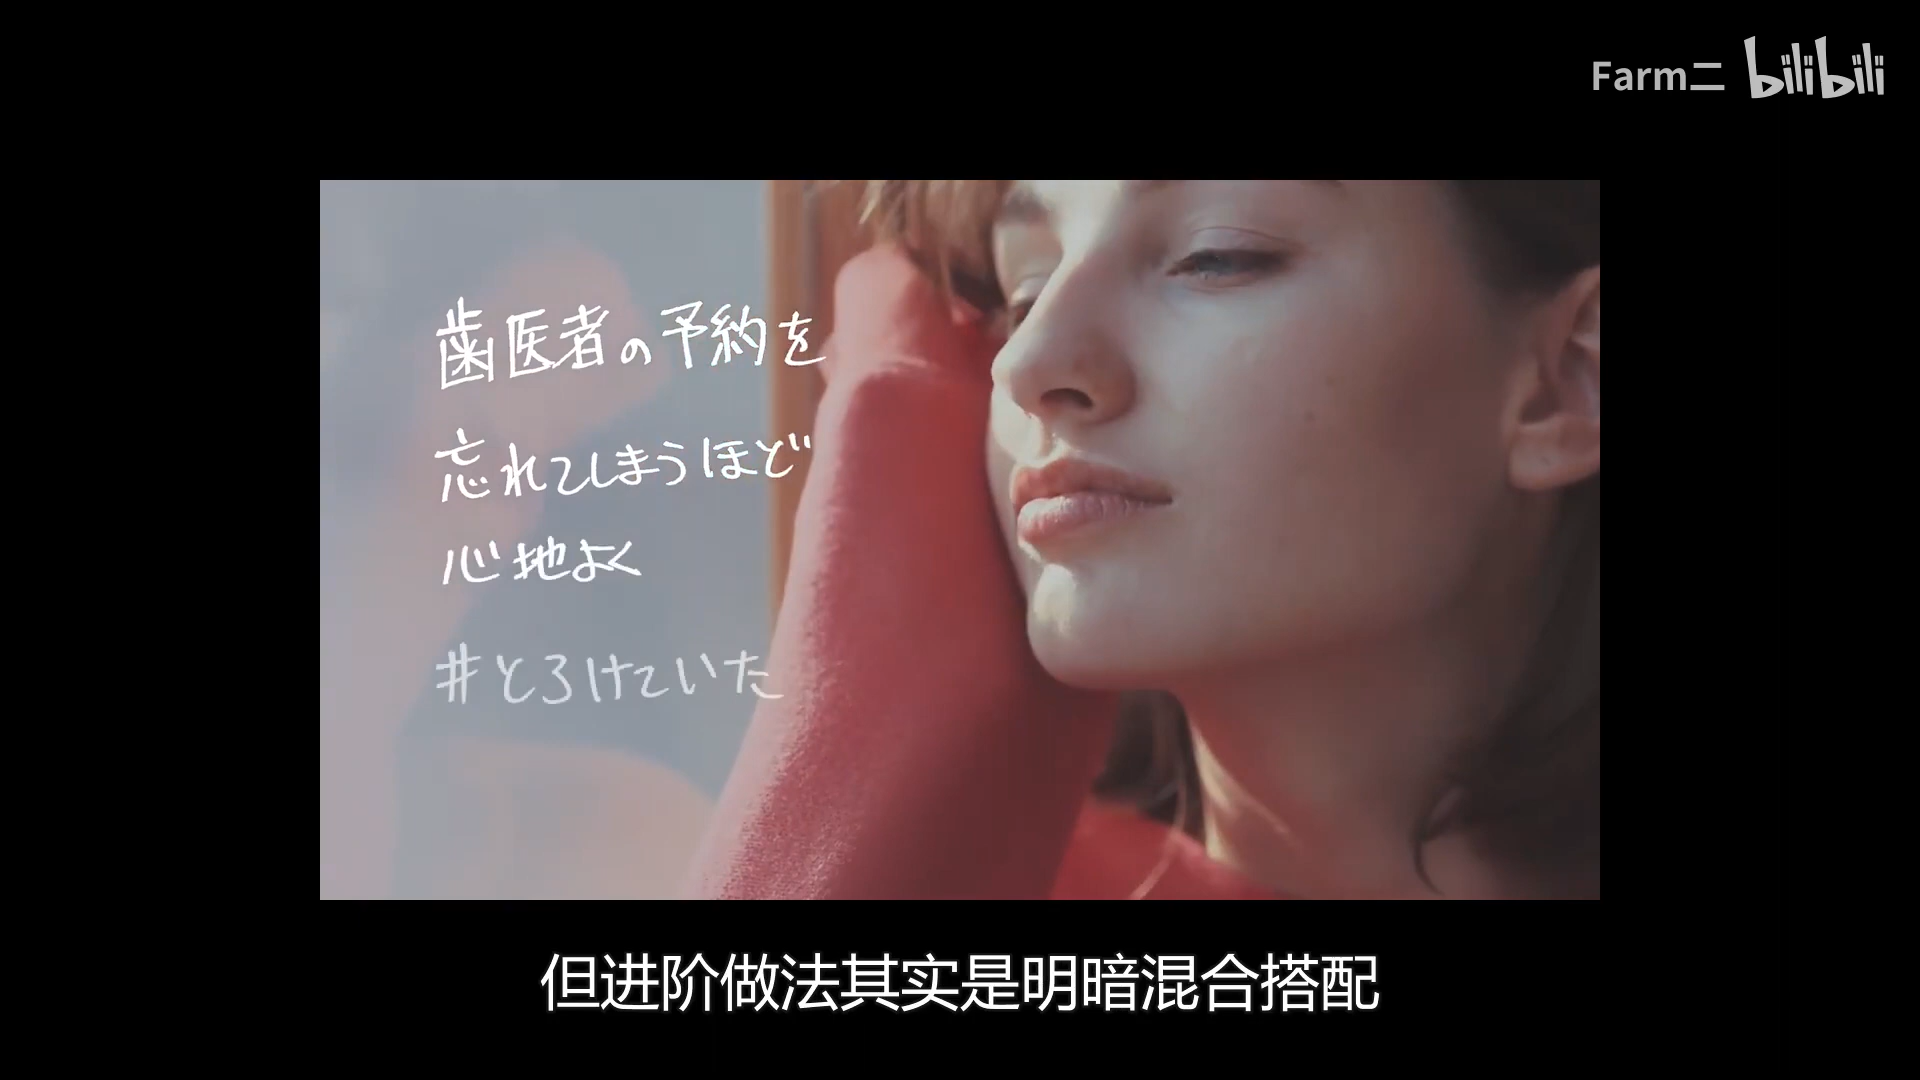 Farm二 bilibili
歯医者の予約を
忘れてしまうほど
心地よく
#とろけていた
但进阶做法其实是明暗混合搭配